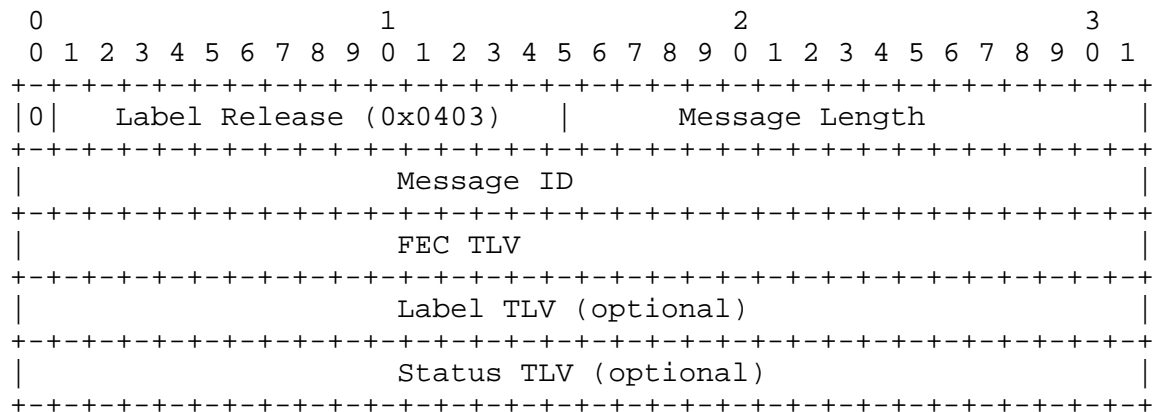 0                   1                   2                   3
 0 1 2 3 4 5 6 7 8 9 0 1 2 3 4 5 6 7 8 9 0 1 2 3 4 5 6 7 8 9 0 1
+-+-+-+-+-+-+-+-+-+-+-+-+-+-+-+-+-+-+-+-+-+-+-+-+-+-+-+-+-+-+-+-+
|0|   Label Release (0x0403)   |      Message Length            |
+-+-+-+-+-+-+-+-+-+-+-+-+-+-+-+-+-+-+-+-+-+-+-+-+-+-+-+-+-+-+-+-+
|                     Message ID                                |
+-+-+-+-+-+-+-+-+-+-+-+-+-+-+-+-+-+-+-+-+-+-+-+-+-+-+-+-+-+-+-+-+
|                     FEC TLV                                   |
+-+-+-+-+-+-+-+-+-+-+-+-+-+-+-+-+-+-+-+-+-+-+-+-+-+-+-+-+-+-+-+-+
|                     Label TLV (optional)                      |
+-+-+-+-+-+-+-+-+-+-+-+-+-+-+-+-+-+-+-+-+-+-+-+-+-+-+-+-+-+-+-+-+
|                     Status TLV (optional)                     |
+-+-+-+-+-+-+-+-+-+-+-+-+-+-+-+-+-+-+-+-+-+-+-+-+-+-+-+-+-+-+-+-+